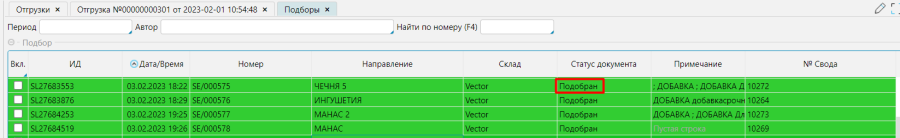 Отгрузки × Отгрузка №00000000301 от 2023-02-01 10:54:48 × Подборы ×
Период Автор Найти по номеру (F4)
Подбор
Вкл. ИД Дата/Время Номер Направление Склад Статус документа Примечание № Свода
SL27683553 03.02.2023 18:22 SE/000575 ЧЕЧНЯ 5 Vector Подобран ; ДОБАВКА ; ДОБАВКА Д 10272
SL27683876 03.02.2023 18:29 SE/000576 ИНГУШЕТИЯ Vector Подобран ДОБАВКА добавкасрочн 10264
SL27684253 03.02.2023 19:25 SE/000577 МАНАС 2 Vector Подобран ДОБАВКА ; ДОБАВКА ДА 10273
SL27684519 03.02.2023 19:26 SE/000578 МАНАС Vector Подобран Пустая строка 10269